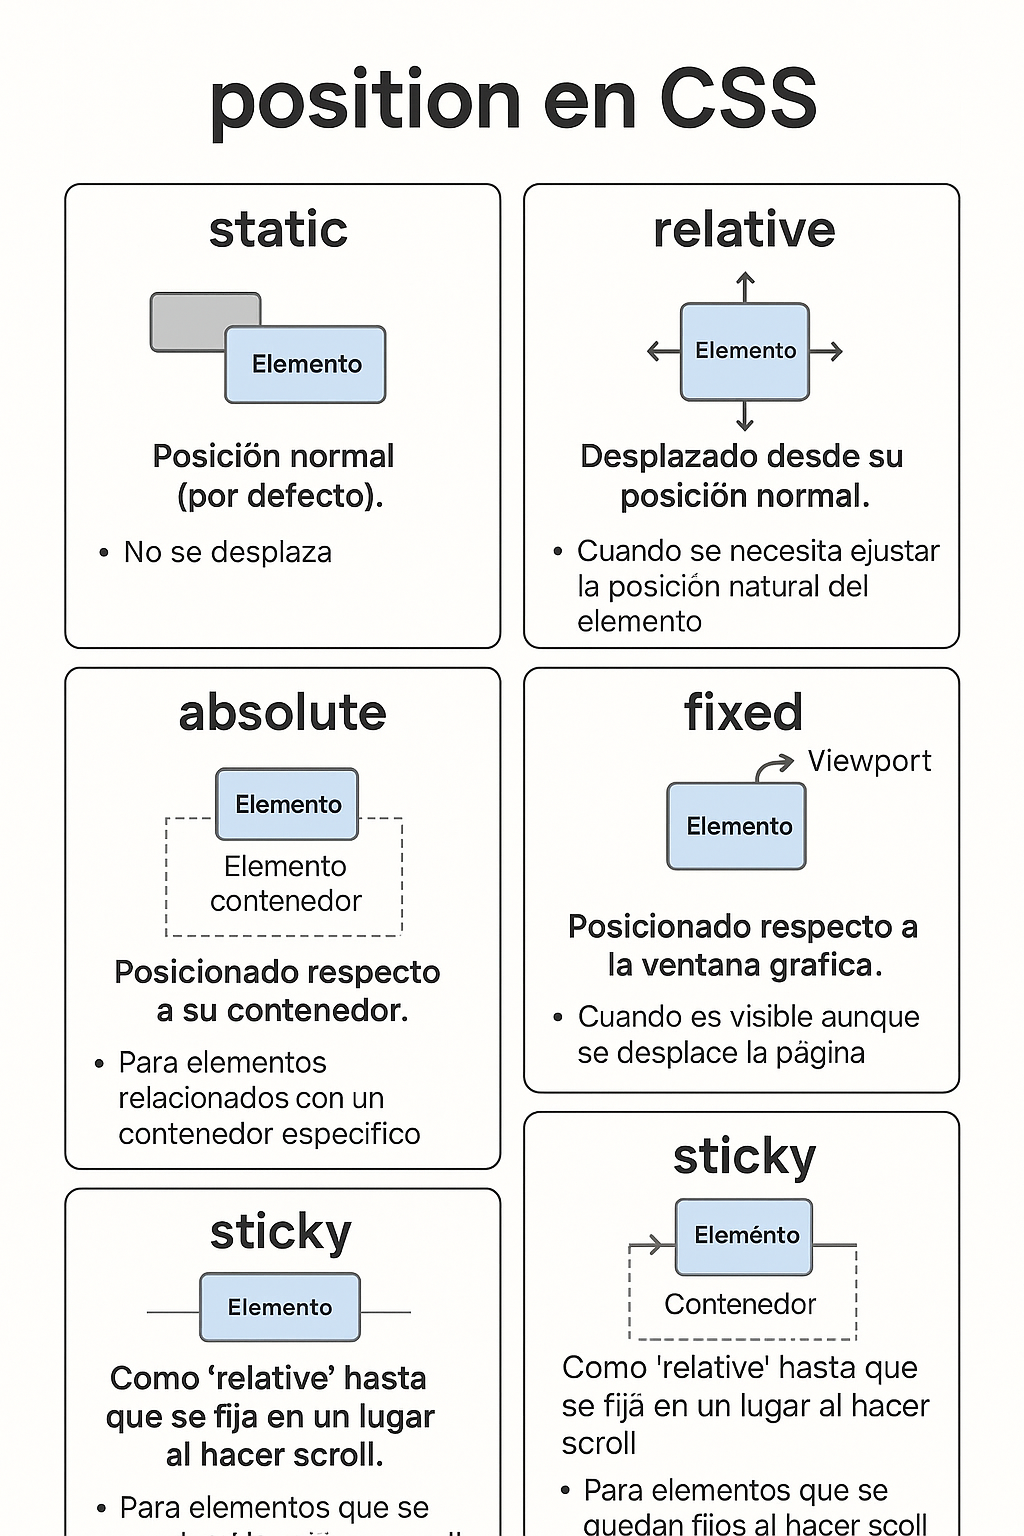 position en CSS
static
Elemento
Posición normal
(por defecto).
• No se desplaza
relative
Elemento
Desplazado desde su
posición normal.
• Cuando se necesita ejustar
la posición natural del
elemento
absolute
Elemento
Elemento
contenedor
Posicionado respecto
a su contenedor.
• Para elementos
relacionados con un
contenedor especifico
fixed
Viewport
Elemento
Posicionado respecto a
la ventana grafica.
• Cuando es visible aunque
se desplace la pägina
sticky
Elemento
Como ‘relative’ hasta
que se fija en un lugar
al hacer scroll.
• Para elementos que se
sticky
Eleménto
Contenedor
Como 'relative' hasta que
se fijä en un lugar al hacer
scroll
• Para elementos que se
quedan fijos al hacer scoll